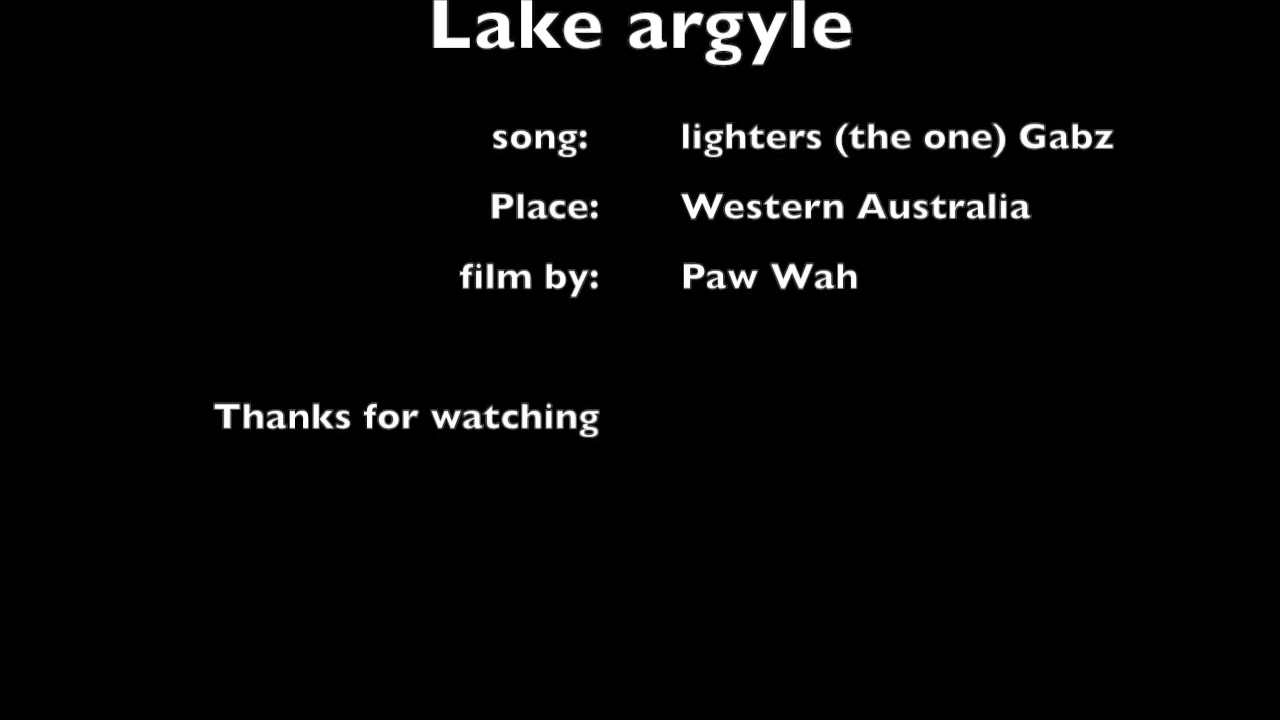 Lake argyle
song: lighters (the one) Gabz
Place: Western Australia
film by: Paw Wah
Thanks for watching